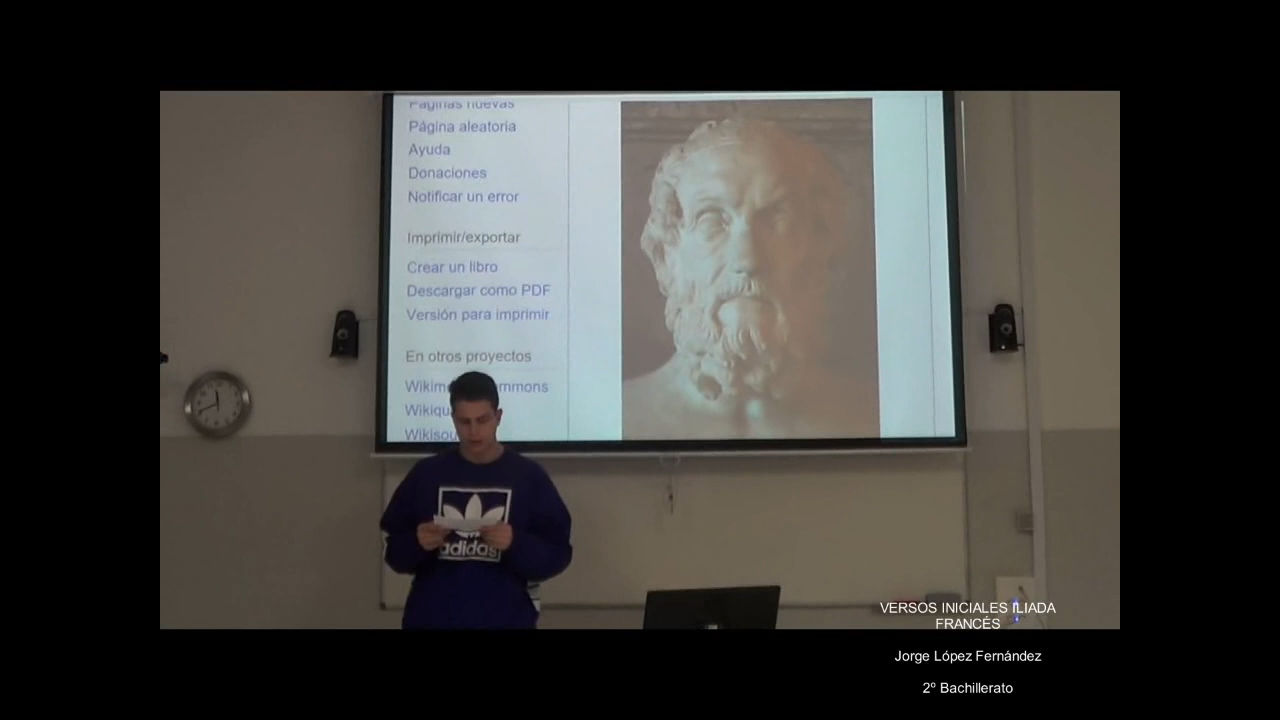 Páginas nuevas
Página aleatoria
Ayuda
Donaciones
Notificar un error
Imprimir/exportar
Crear un libro
Descargar como PDF
Versión para imprimir
En otros proyectos
adidas
VERSOS INICIALES ILIADA
FRANCÉS
Jorge López Fernández
2º Bachillerato